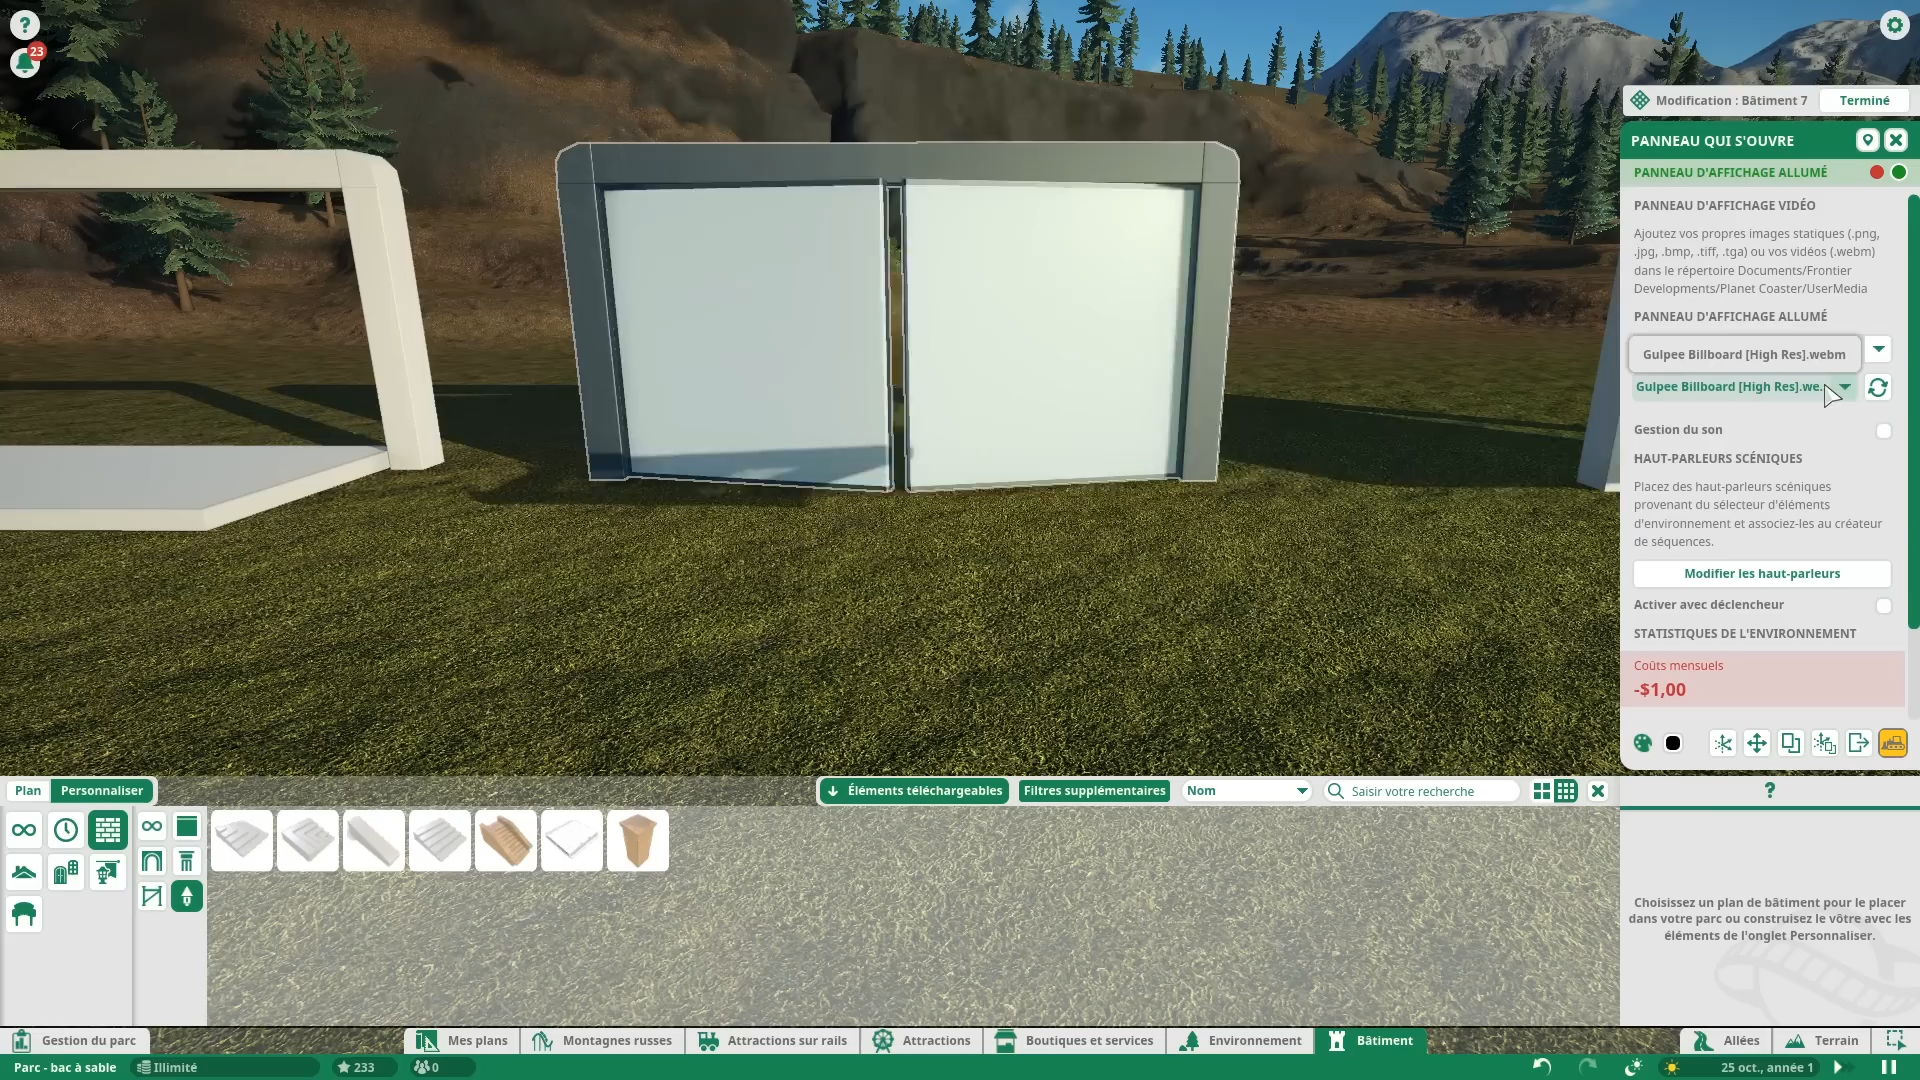 ?
23
Modification : Bâtiment 7
Terminé
PANNEAU QUI S'OUVRE
PANNEAU D'AFFICHAGE ALLUMÉ
PANNEAU D'AFFICHAGE VIDÉO
Ajoutez vos propres images statiques (.png,
.jpg, .bmp, .tiff, .tga) ou vos vidéos (.webm)
dans le répertoire Documents/Frontier
Developments/Planet Coaster/UserMedia
PANNEAU D'AFFICHAGE ALLUMÉ
Gulpee Billboard [High Res].webm
Gulpee Billboard [High Res].we...
Gestion du son
HAUT-PARLEURS SCÉNIQUES
Placez des haut-parleurs scéniques
provenant du sélecteur d'éléments
d'environnement et associez-les au créateur
de séquences.
Modifier les haut-parleurs
Activer avec déclencheur
STATISTIQUES DE L'ENVIRONNEMENT
Coûts mensuels
-$1,00
Plan
Personnaliser
Éléments téléchargeables
Filtres supplémentaires
Nom
Saisir votre recherche
?
Choisissez un plan de bâtiment pour le placer
dans votre parc ou construisez le vôtre avec les
éléments de l'onglet Personnaliser.
Gestion du parc
Mes plans
Montagnes russes
Attractions sur rails
Attractions
Boutiques et services
Environnement
Bâtiment
Allées
Terrain
Parc - bac à sable
Illimité
233
0
25 oct., année 1